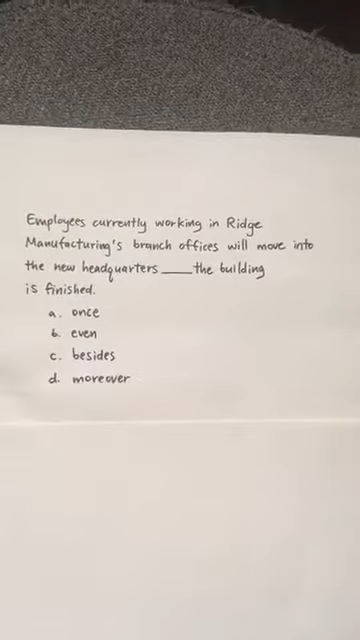 Employees currently working in Ridge
Manufacturing's branch offices will move into
the new headquarters ____ the building
is finished.
a. once
b. even
c. besides
d. moreover